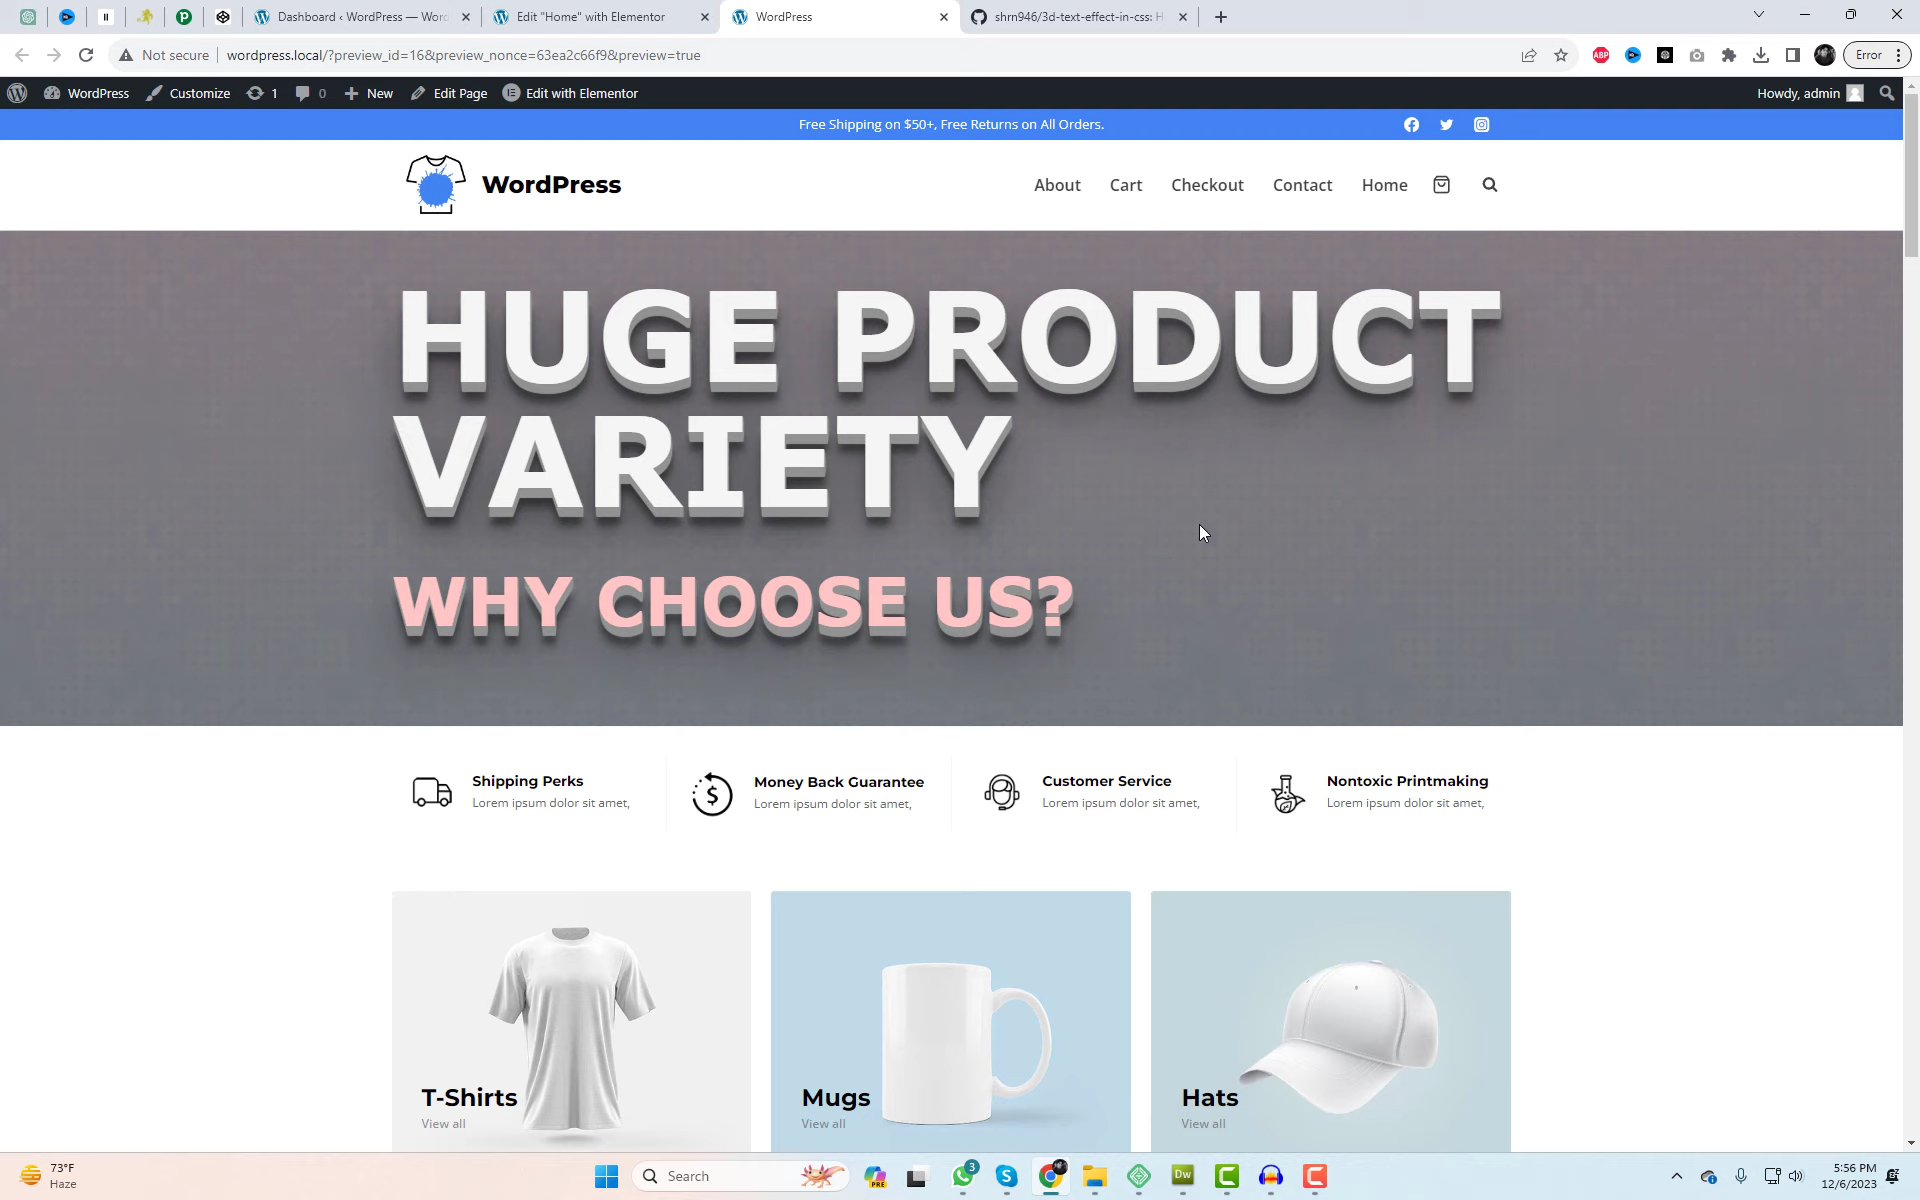 Dashboard ‹ WordPress — Wor
Edit "Home" with Elementor
WordPress
shrn946/3d-text-effect-in-css: H
Not secure
wordpress.local/?preview_id=16&preview_nonce=63ea2c66f9&preview=true
ABP
Error
WordPress
Customize
1
0
New
Edit Page
Edit with Elementor
Howdy, admin
Free Shipping on $50+, Free Returns on All Orders.
WordPress
About
Cart
Checkout
Contact
Home
HUGE PRODUCT
VARIETY
WHY CHOOSE US?
Shipping Perks
Lorem ipsum dolor sit amet,
Money Back Guarantee
Lorem ipsum dolor sit amet,
Customer Service
Lorem ipsum dolor sit amet,
Nontoxic Printmaking
Lorem ipsum dolor sit amet,
T-Shirts
View all
Mugs
View all
Hats
View all
73°F
Haze
Search
PRE
3
Dw
5:56 PM
12/6/2023